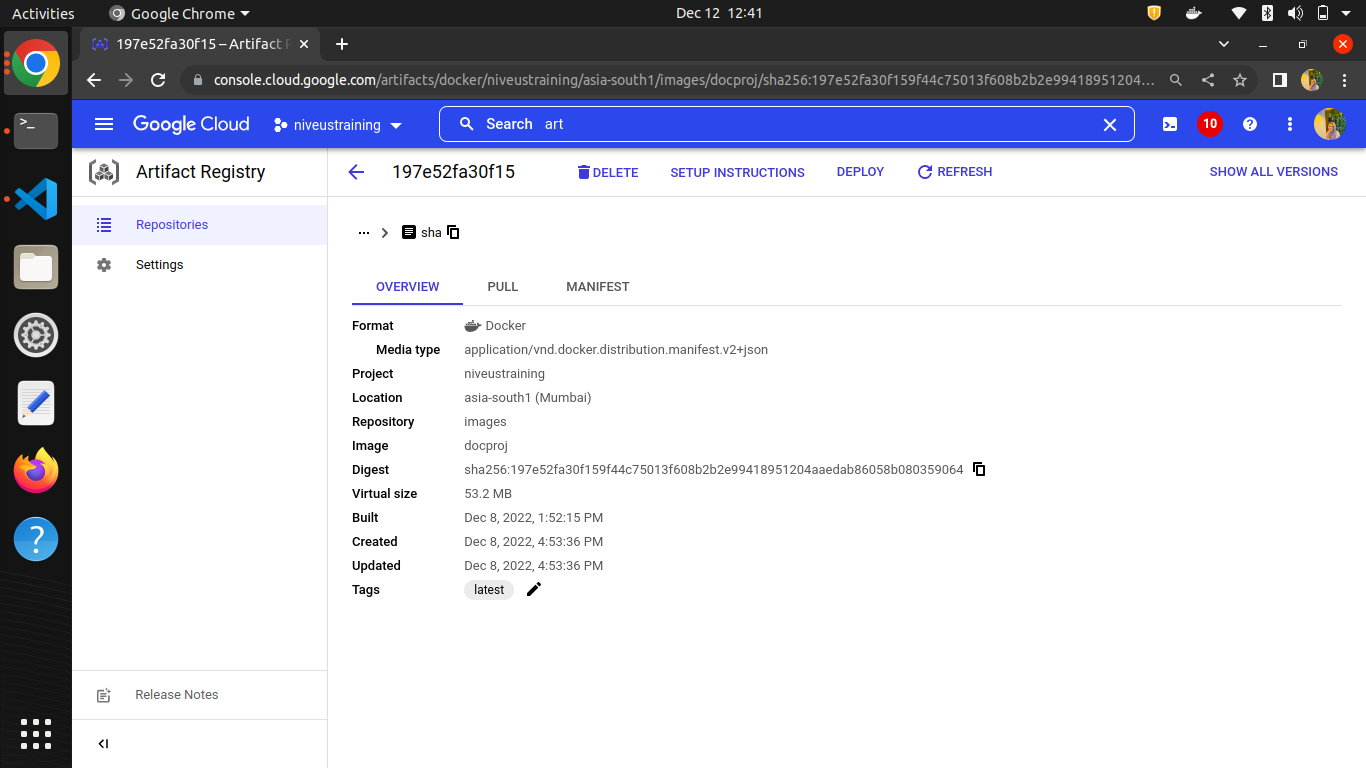 Activities Google Chrome Dec 12 12:41
197e52fa30f15 – Artifact R
console.cloud.google.com/artifacts/docker/niveustraining/asia-south1/images/docproj/sha256:197e52fa30f159f44c75013f608b2b2e99418951204...
Google Cloud niveustraining Search art 10
Artifact Registry 197e52fa30f15 DELETE SETUP INSTRUCTIONS DEPLOY REFRESH SHOW ALL VERSIONS
Repositories
Settings
... > sha
OVERVIEW PULL MANIFEST
Format Docker
Media type application/vnd.docker.distribution.manifest.v2+json
Project niveustraining
Location asia-south1 (Mumbai)
Repository images
Image docproj
Digest sha256:197e52fa30f159f44c75013f608b2b2e99418951204aaedab86058b080359064
Virtual size 53.2 MB
Built Dec 8, 2022, 1:52:15 PM
Created Dec 8, 2022, 4:53:36 PM
Updated Dec 8, 2022, 4:53:36 PM
Tags latest
Release Notes